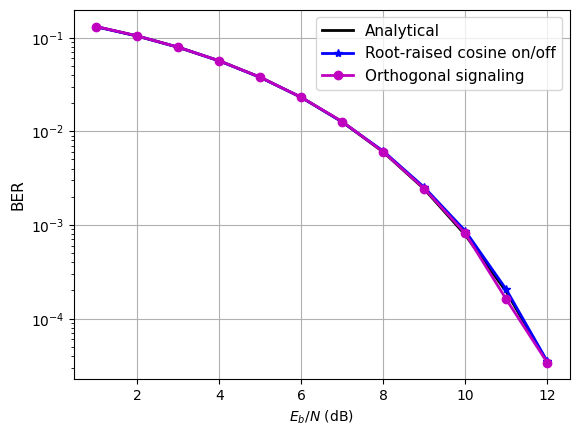 Analytical
Root-raised cosine on/off
Orthogonal signaling
10⁻¹
10⁻²
10⁻³
10⁻⁴
BER
2 4 6 8 10 12
E_b/N (dB)